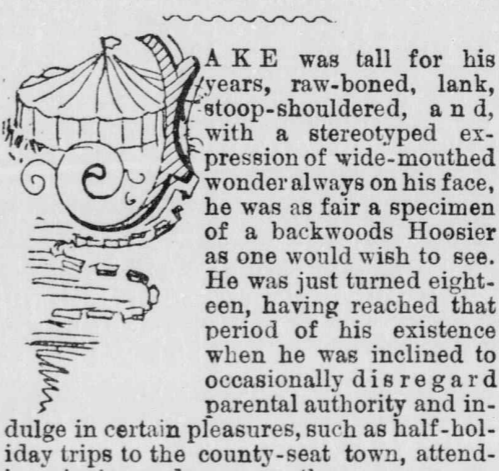 JAKE was tall for his
years, raw-boned, lank,
stoop-shouldered, and,
with a stereotyped ex-
pression of wide-mouthed
wonder always on his face,
he was as fair a specimen
of a backwoods Hoosier
as one would wish to see.
He was just turned eight-
een, having reached that
period of his existence
when he was inclined to
occasionally disregard
parental authority and in-
dulge in certain pleasures, such as half-hol-
iday trips to the county-seat town, attend-